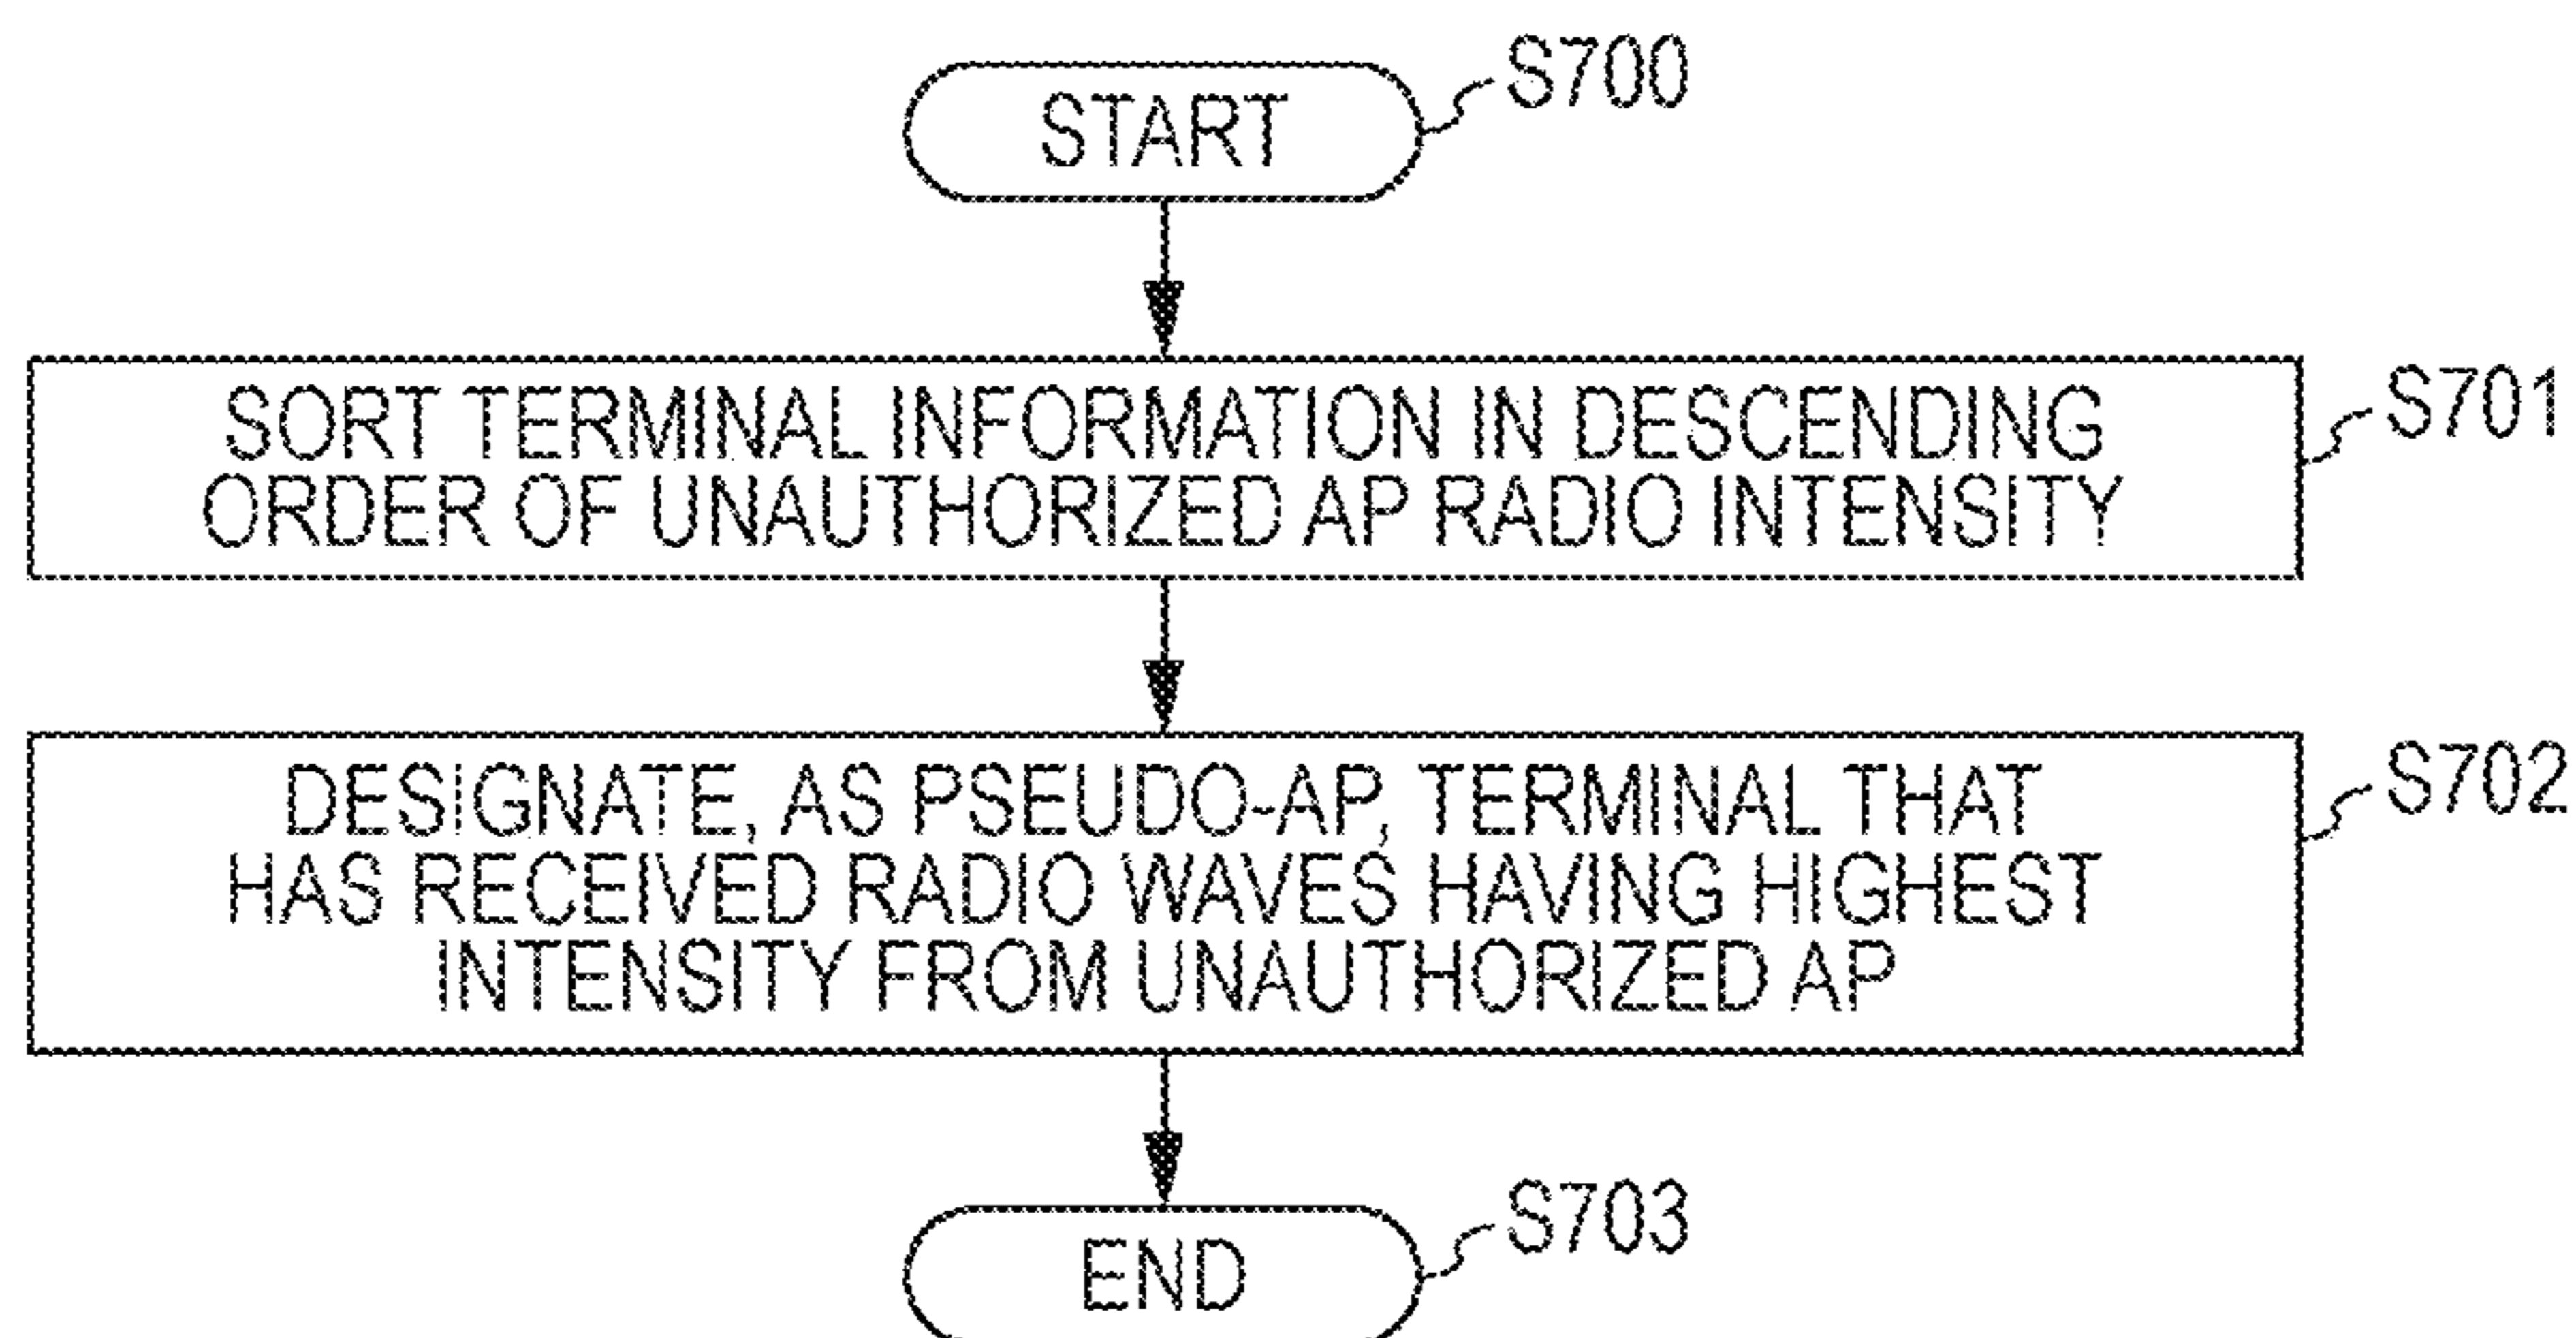 START
S700
SORT TERMINAL INFORMATION IN DESCENDING
ORDER OF UNAUTHORIZED AP RADIO INTENSITY
S701
DESIGNATE, AS PSEUDO-AP, TERMINAL THAT
HAS RECEIVED RADIO WAVES HAVING HIGHEST
INTENSITY FROM UNAUTHORIZED AP
S702
END
S703